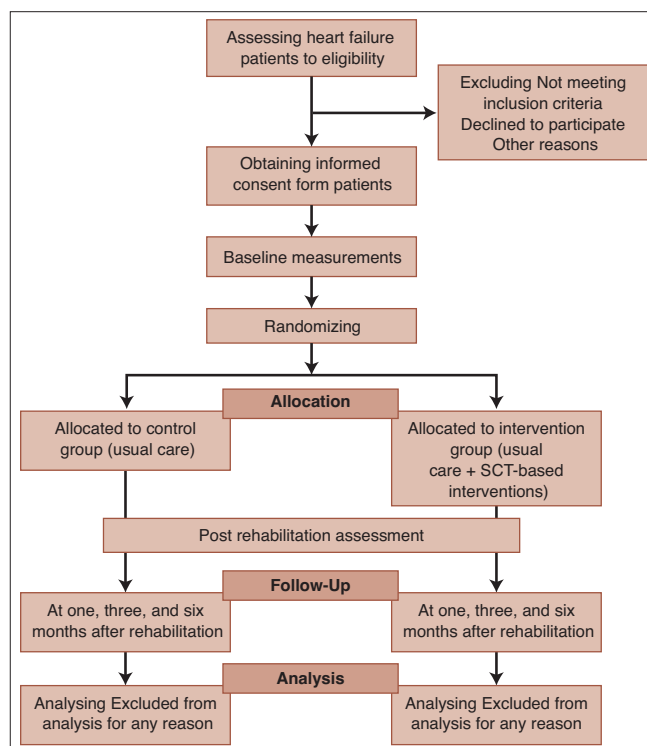 Assessing heart failure
patients to eligibility
Excluding Not meeting
inclusion criteria
Declined to participate
Other reasons
Obtaining informed
consent form patients
Baseline measurements
Randomizing
Allocation
Allocated to control
group (usual care)
Allocated to intervention
group (usual
care + SCT-based
interventions)
Post rehabilitation assessment
Follow-Up
At one, three, and six
months after rehabilitation
At one, three, and six
months after rehabilitation
Analysis
Analysing Excluded from
analysis for any reason
Analysing Excluded from
analysis for any reason